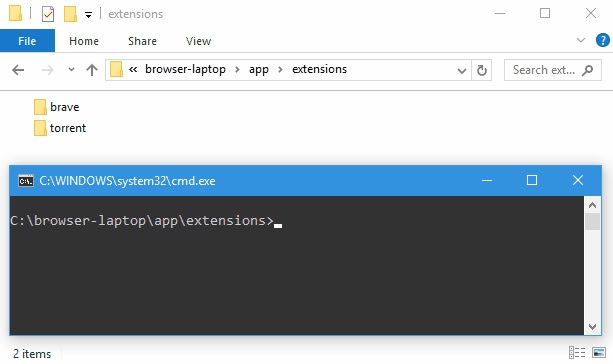 extensions
File Home Share View
« browser-laptop app extensions Search ext...
brave
torrent
C:\WINDOWS\system32\cmd.exe
C:\browser-laptop\app\extensions>
2 items